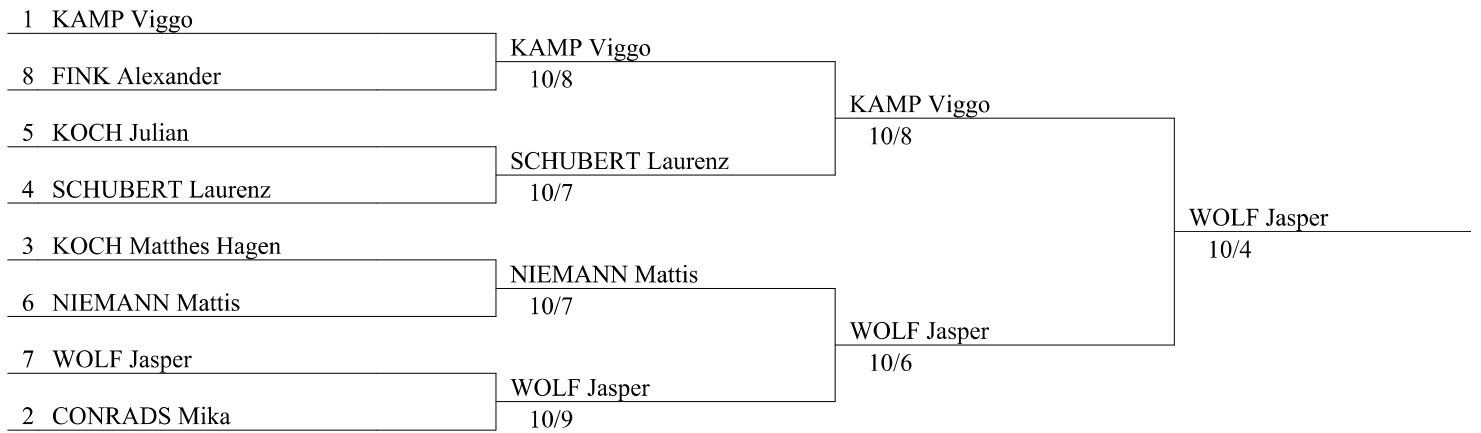 1 KAMP Viggo
8 FINK Alexander
5 KOCH Julian
4 SCHUBERT Laurenz
3 KOCH Matthes Hagen
6 NIEMANN Mattis
7 WOLF Jasper
2 CONRADS Mika
KAMP Viggo
10/8
SCHUBERT Laurenz
10/7
NIEMANN Mattis
10/7
WOLF Jasper
10/9
KAMP Viggo
10/8
WOLF Jasper
10/6
WOLF Jasper
10/4